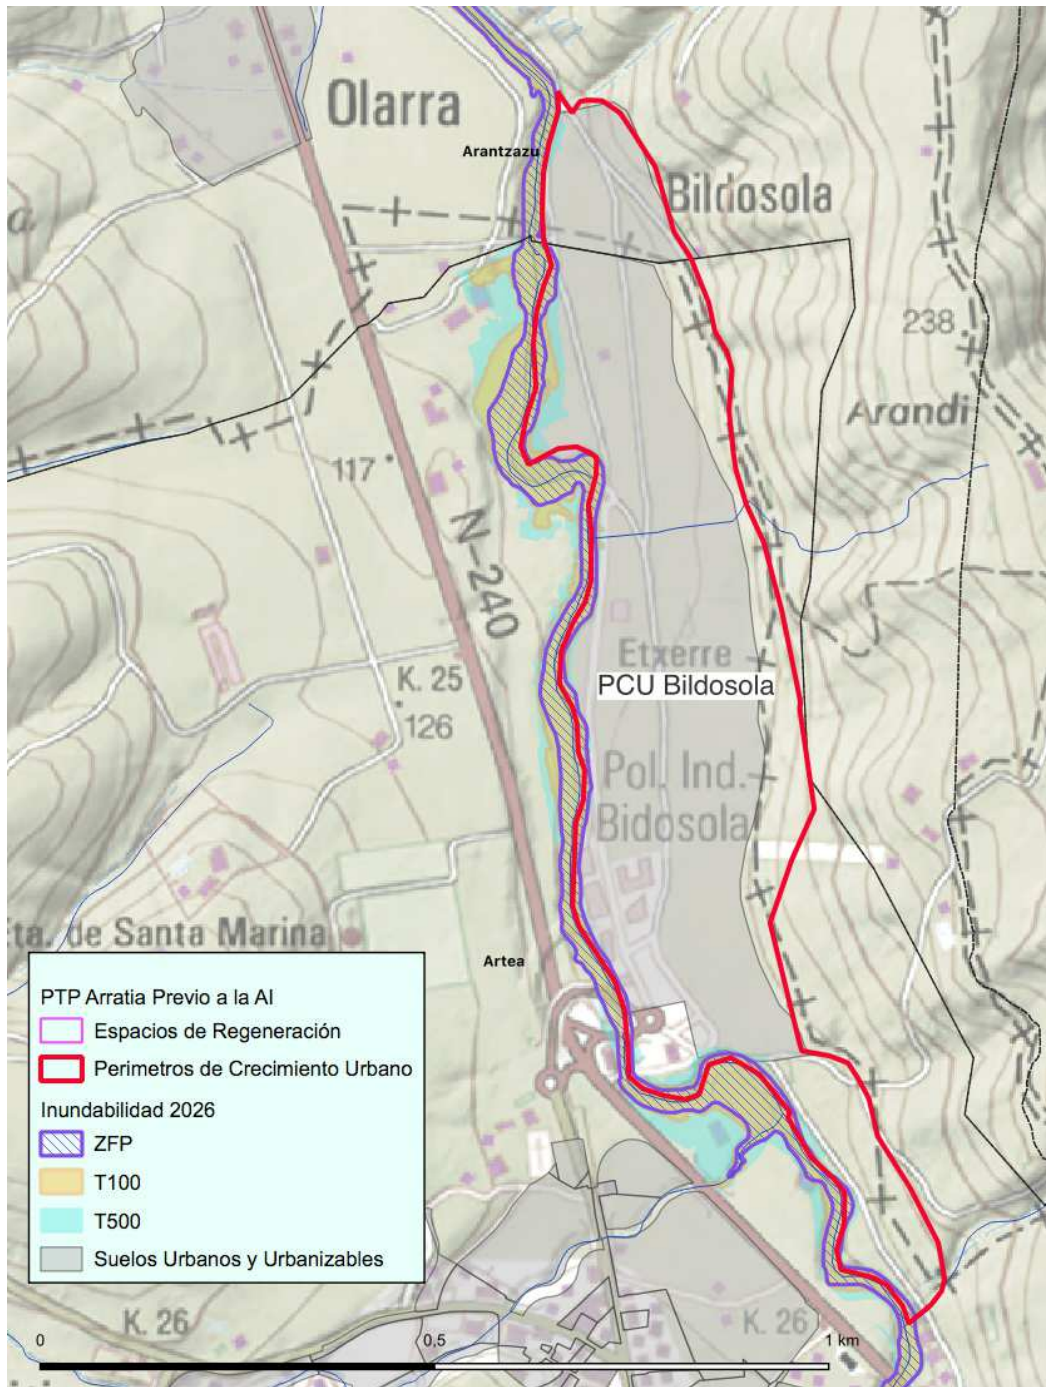 Olarra
Arantzazu
Bildosola
238
Arandi
117
N-240
Etxerre
PCU Bildosola
K. 25
126
Pol. Ind.
Bidosola
ta. de Santa Marina
Artea
PTP Arratia Previo a la AI
Espacios de Regeneración
Perimetros de Crecimiento Urbano
Inundabilidad 2026
ZFP
T100
T500
Suelos Urbanos y Urbanizables
K. 26
K. 26
0
0,5
1 km